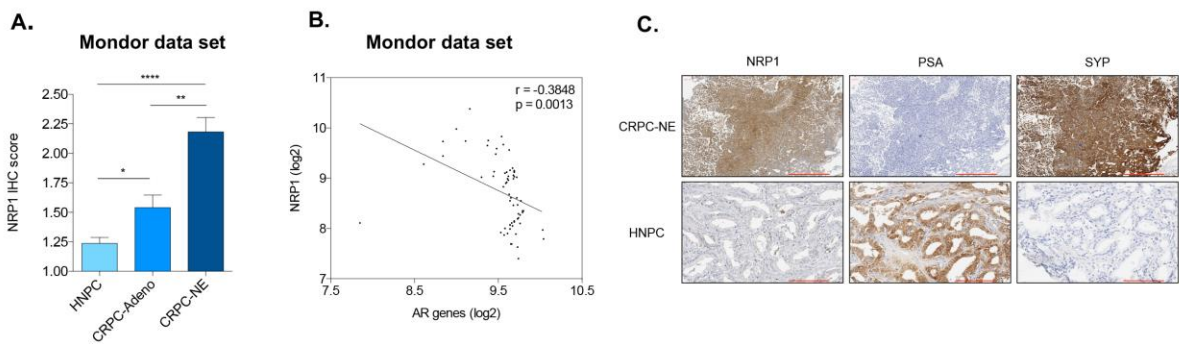 A.
Mondor data set
****
**
*
NRP1 IHC score
2.50
2.25
2.00
1.75
1.50
1.25
1.00
HNPC
CRPC-Adeno
CRPC-NE
B.
Mondor data set
r = -0.3848
p = 0.0013
NRP1 (log2)
11
10
9
8
7
7.5
8.5
9.5
10.5
AR genes (log2)
C.
NRP1 PSA SYP
CRPC-NE
HNPC